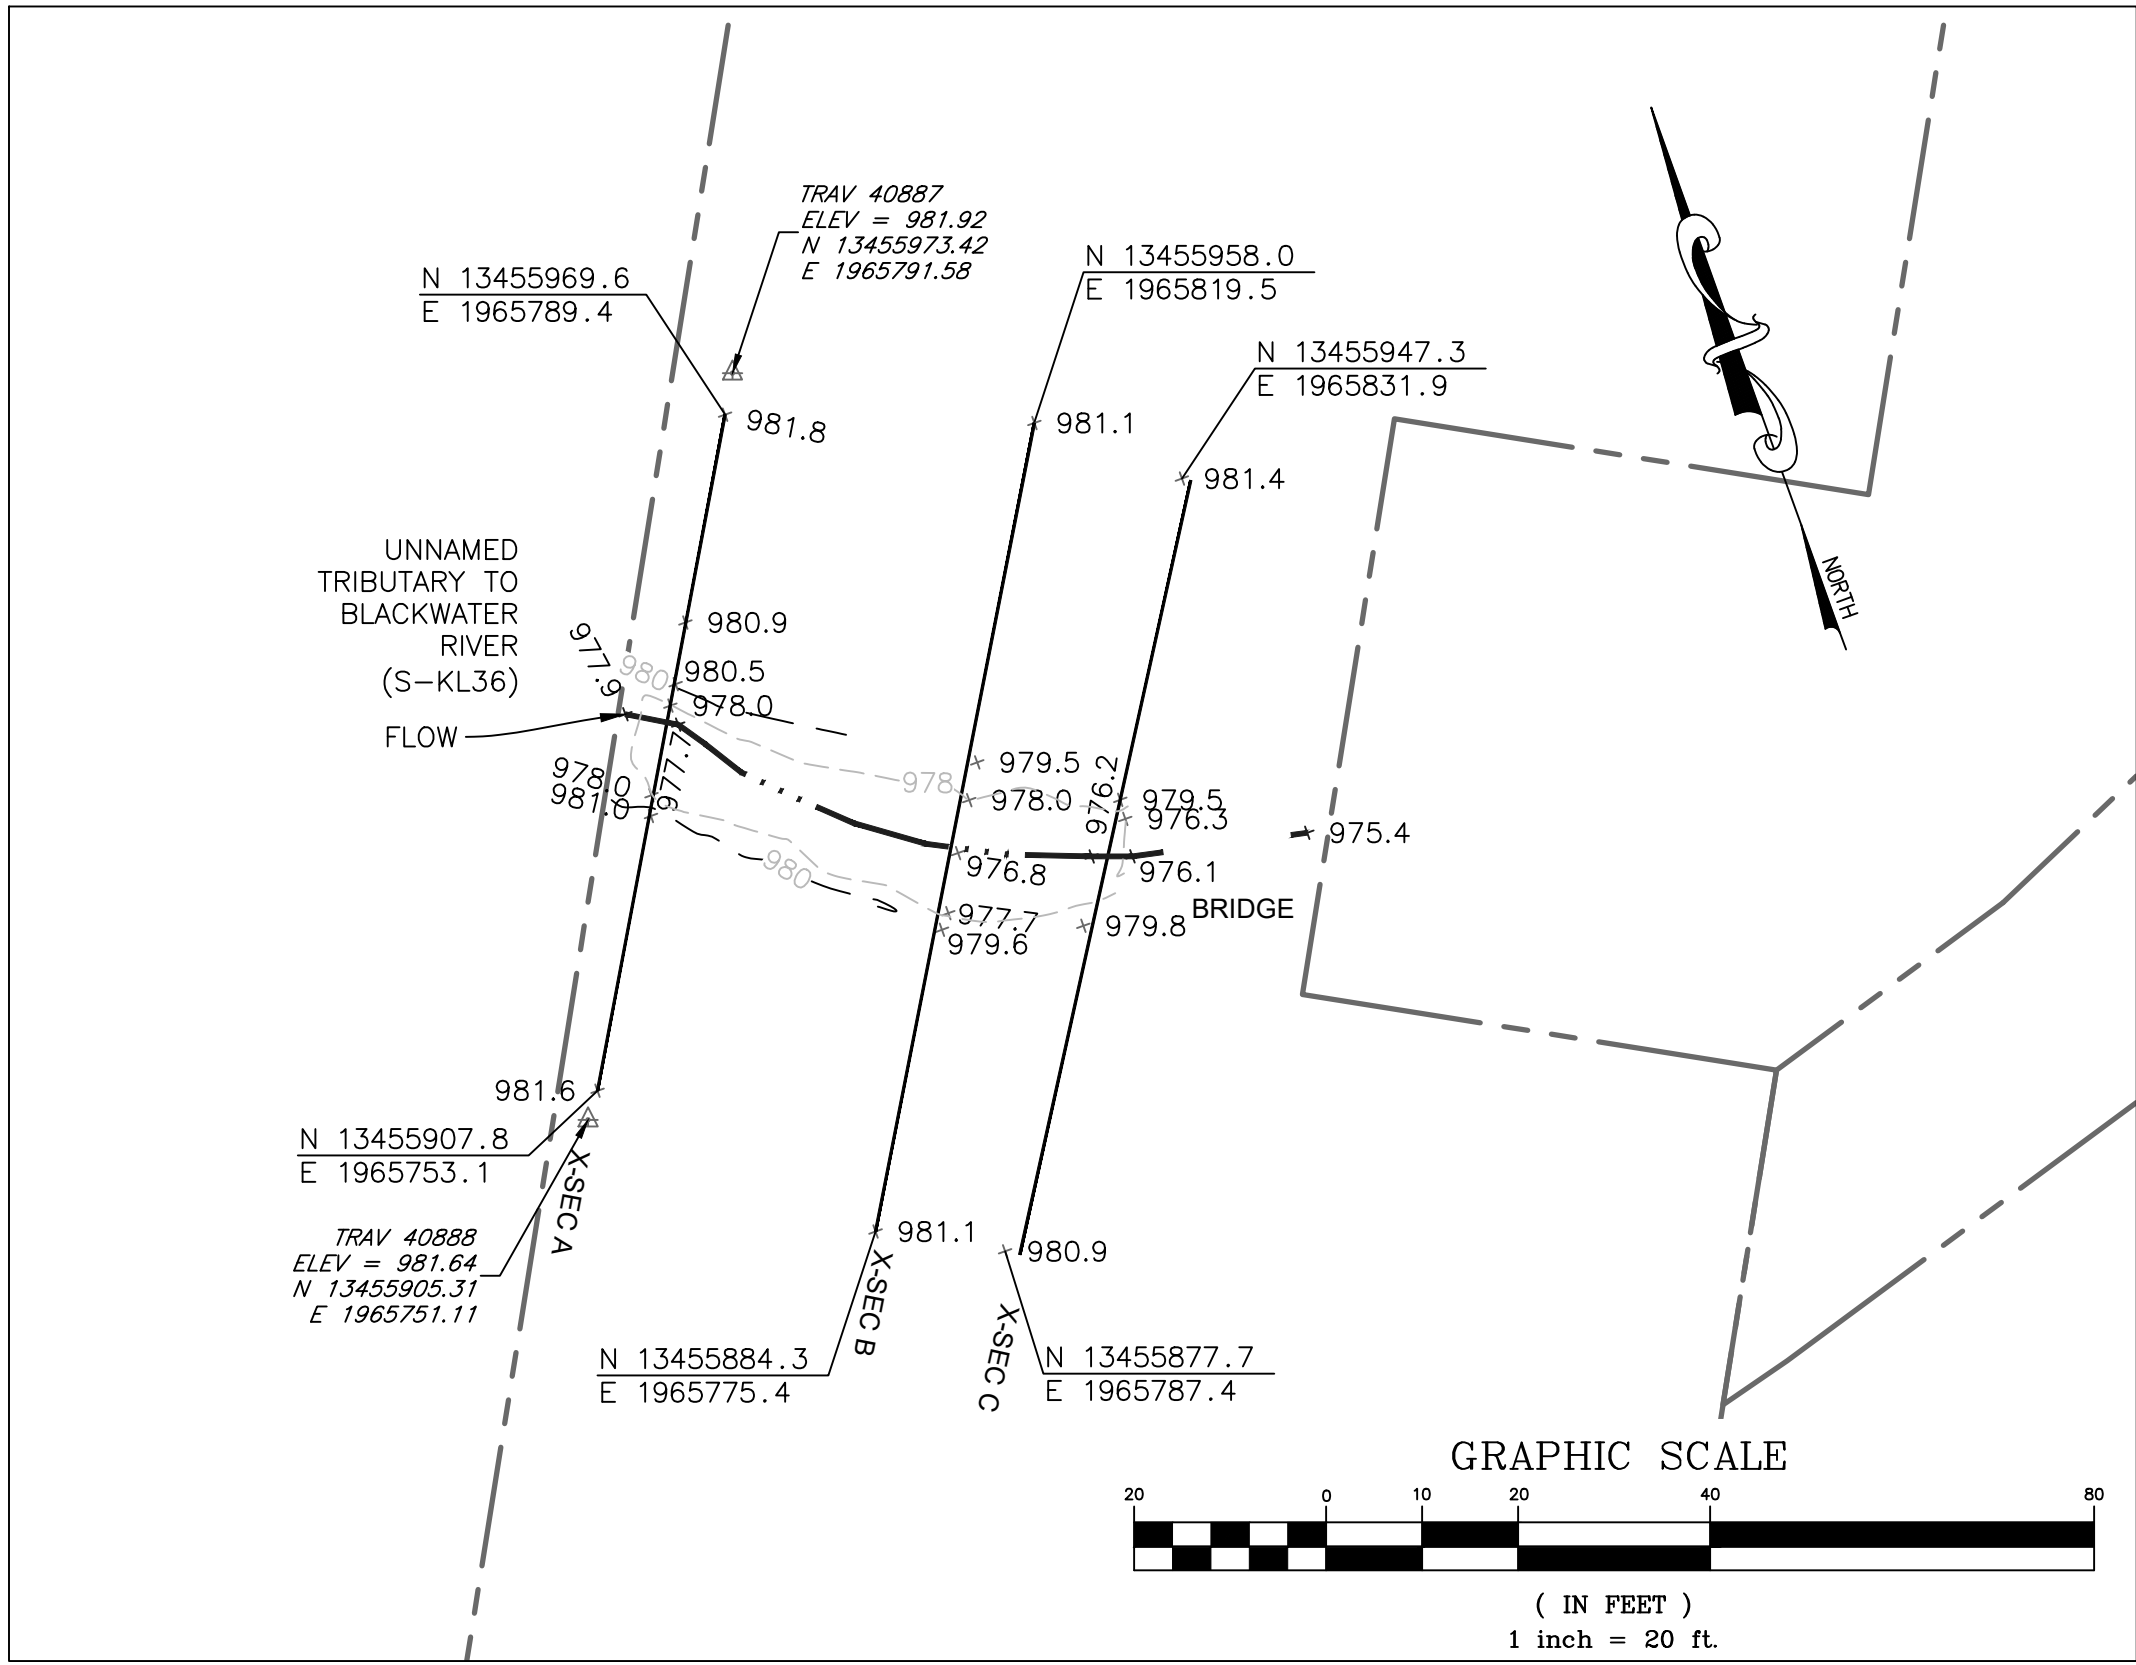 TRAV 40887
ELEV = 981.92
N 13455973.42
E 1965791.58
N 13455969.6
E 1965789.4
N 13455958.0
E 1965819.5
N 13455947.3
E 1965831.9
981.8
981.1
981.4
UNNAMED
TRIBUTARY TO
BLACKWATER
RIVER
(S-KL36)
FLOW
NORTH
980.9
977.9
980
980.5
978.0
977.7
978.0
981.0
978
979.5
978.0
976.2
979.5
976.3
975.4
980
976.8
976.1
BRIDGE
977.7
979.6
979.8
981.6
N 13455907.8
E 1965753.1
X-SEC A
TRAV 40888
ELEV = 981.64
N 13455905.31
E 1965751.11
981.1
980.9
X-SEC B
X-SEC C
N 13455884.3
E 1965775.4
N 13455877.7
E 1965787.4
GRAPHIC SCALE
20 0 10 20 40 80
( IN FEET )
1 inch = 20 ft.